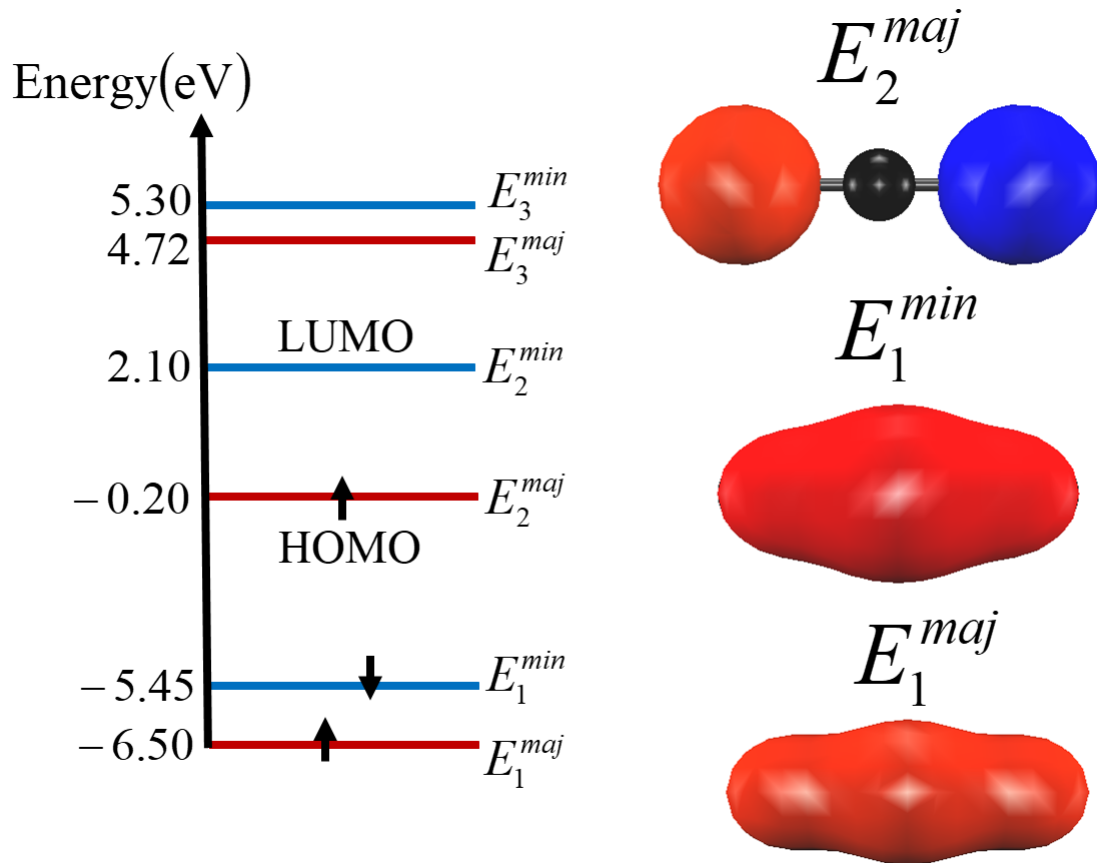 Energy(eV)
5.30
E_3^{min}
4.72
E_3^{maj}
LUMO
2.10
E_2^{min}
−0.20
E_2^{maj}
HOMO
−5.45
E_1^{min}
−6.50
E_1^{maj}
E_2^{maj}
E_1^{min}
E_1^{maj}